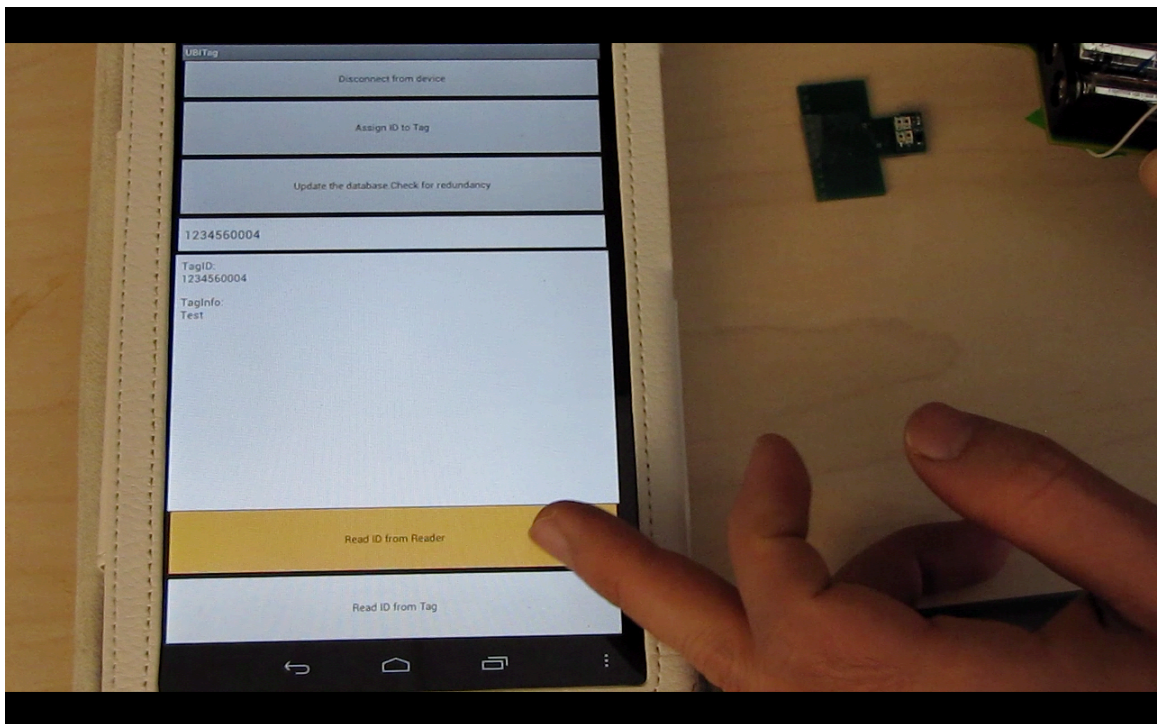 UBITag
Disconnect from device
Assign ID to Tag
Update the database Check for redundancy
1234560004
TagID:
1234560004
TagInfo:
Test
Read ID from Reader
Read ID from Tag